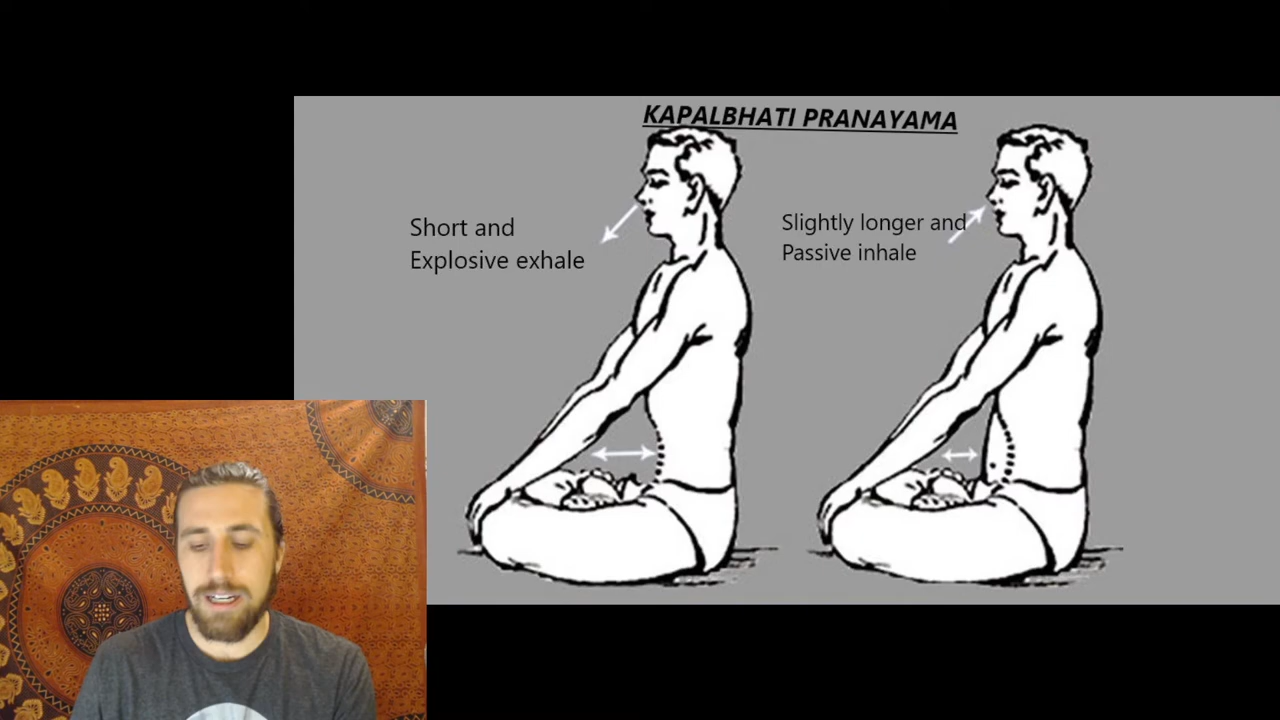 KAPALBHATI PRANAYAMA
Short and
Explosive exhale
Slightly longer and
Passive inhale